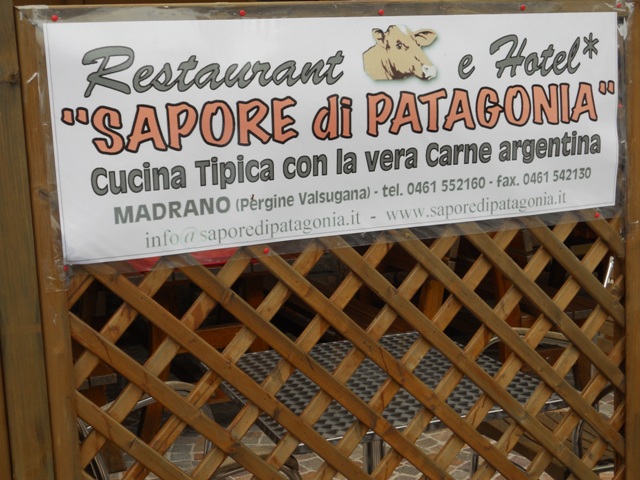 Restaurant e Hotel*
"SAPORE di PATAGONIA"
Cucina Tipica con la vera Carne argentina
MADRANO (Pergine Valsugana) - tel. 0461 552160 - fax. 0461 542130
info@saporedipatagonia.it - www.saporedipatagonia.it